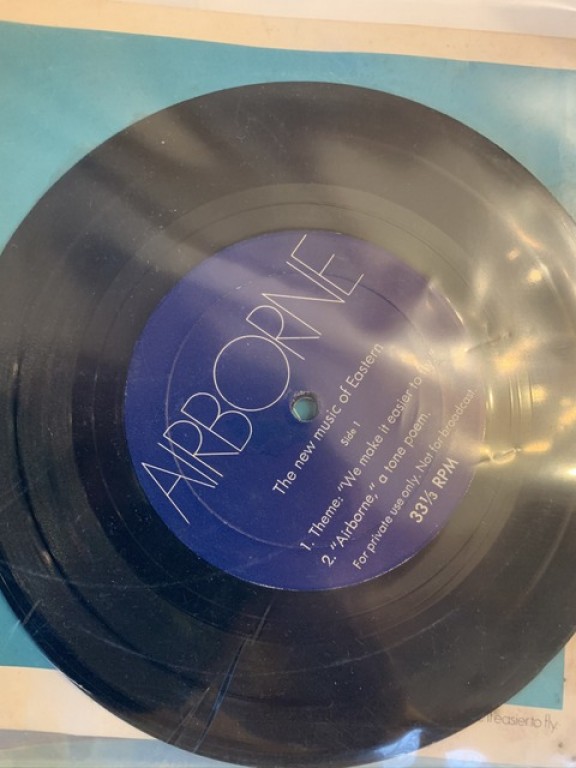 AIRBORNE
The new music of Eastern
Side 1
1. Theme: "We make it easier to fly"
2. "Airborne," a tone poem.
For private use only. Not for broadcast
33⅓ RPM
it easier to fly